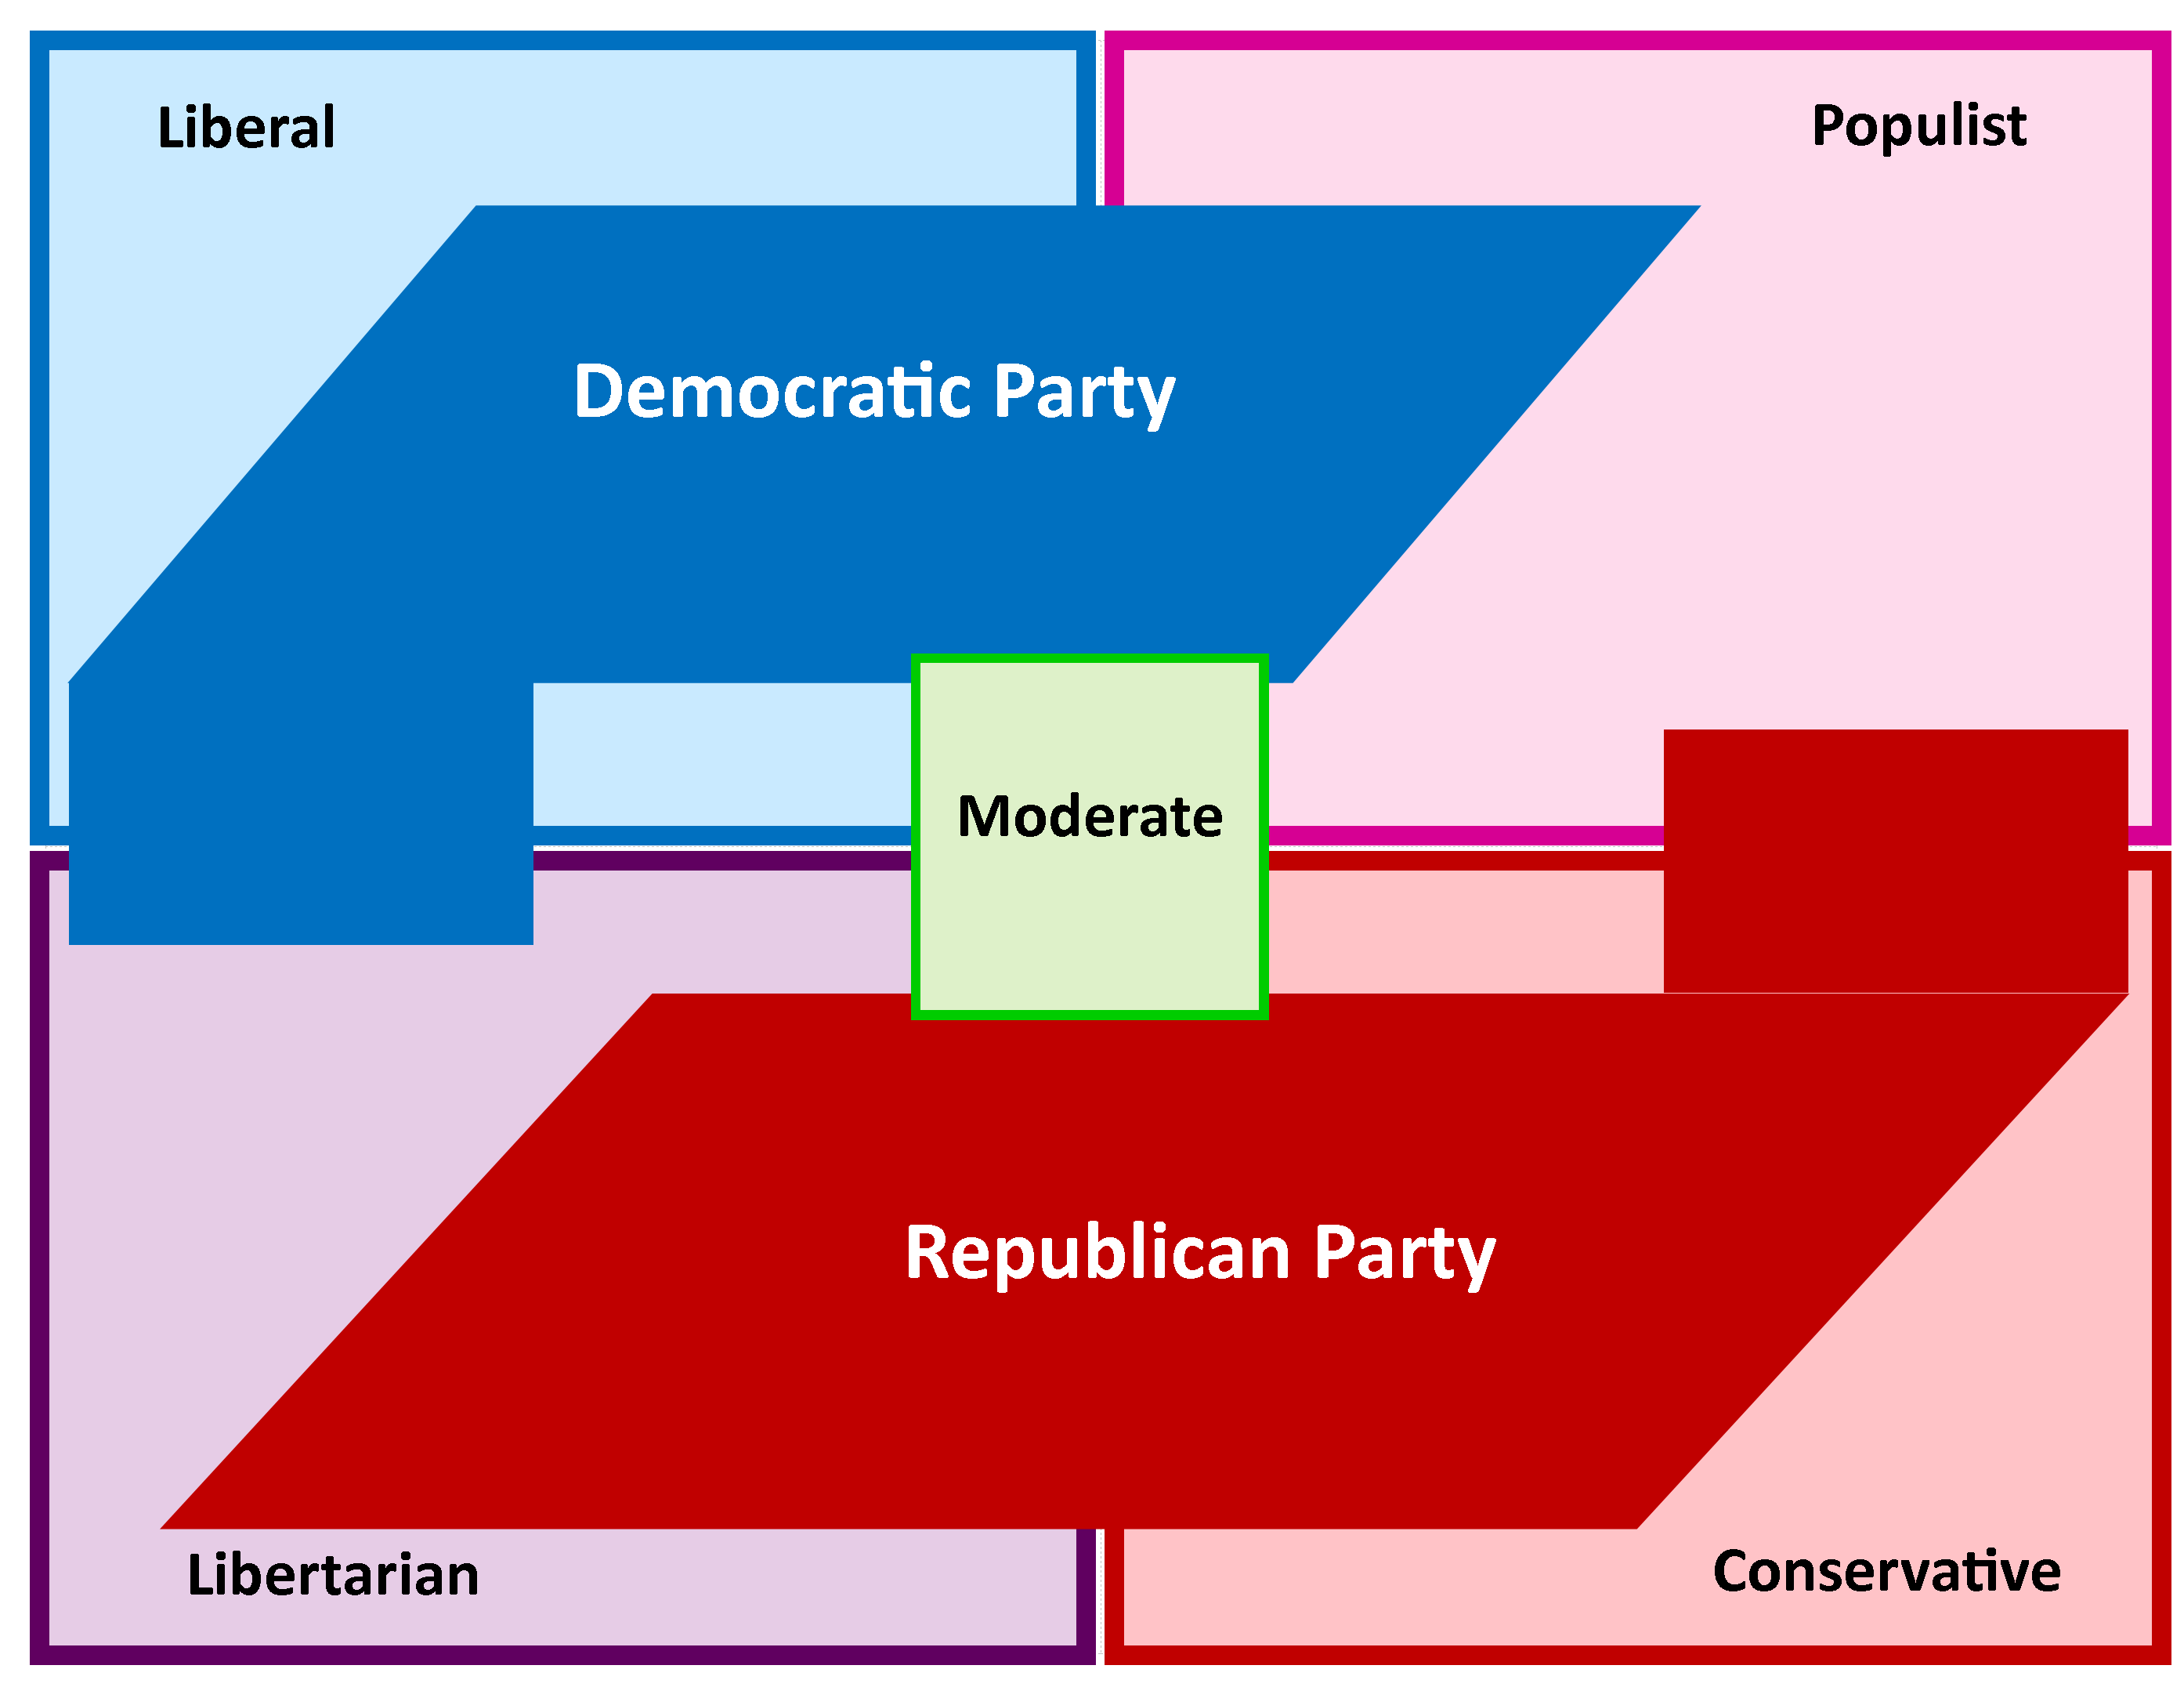 Liberal
Populist
Democratic Party
Moderate
Republican Party
Libertarian
Conservative